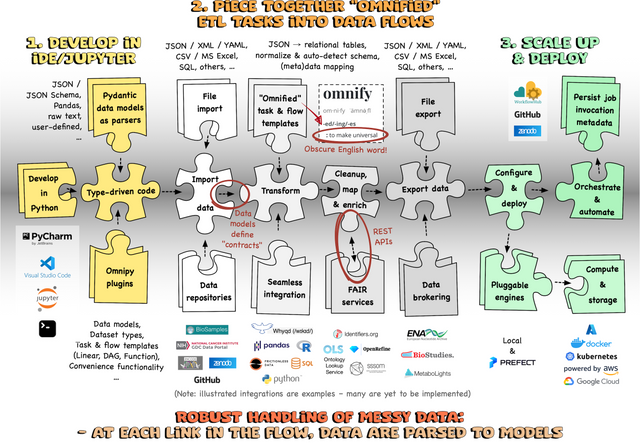 2. Piece together "omnified"
ETL tasks into data flows
1. Develop in
IDE/Jupyter
3. Scale up
& deploy
JSON / XML / YAML,
CSV / MS Excel,
SQL, others, ...
JSON → relational tables,
normalize & auto-detect schema,
(meta)data mapping
JSON / XML / YAML,
CSV / MS Excel,
SQL, others, ...
JSON /
JSON Schema,
Pandas,
raw text,
user-defined,
...
Pydantic
data models
as parsers
File
import
"Omnified"
task & flow
templates
omnify
om·nify
-ed/-ing/-es
: to make universal
Obscure English word!
File
export
WorkflowHub
GitHub
zenodo
Persist job
invocation
metadata
Develop
in
Python
Type-driven code
Import
data
Transform
Cleanup,
map
& enrich
Export data
Configure
&
deploy
Orchestrate
&
automate
Data
models
define
"contracts"
REST
APIs
PyCharm
by JetBrains
Visual Studio Code
jupyter
Omnipy
plugins
Data
repositories
Seamless
integration
FAIR
services
Data
brokering
Pluggable
engines
Compute
&
storage
Data models,
Dataset types,
Task & flow templates
(Linear, DAG, Function),
Convenience functionality
...
BioSamples
NIH NATIONAL CANCER INSTITUTE
GDC Data Portal
zenodo
GitHub
Whyqd (/wɪkɪd/)
pandas
R
FRICTIONLESS DATA
SQL
python
Identifiers.org
OLS
Ontology
Lookup
Service
OpenRefine
sssom
ENA
European Nucleotide Archive
BioStudies.
MetaboLights
Local
&
PREFECT
docker
kubernetes
powered by aws
Google Cloud
(Note: illustrated integrations are examples - many are yet to be implemented)
Robust handling of messy data:
- At each link in the flow, data are parsed to models